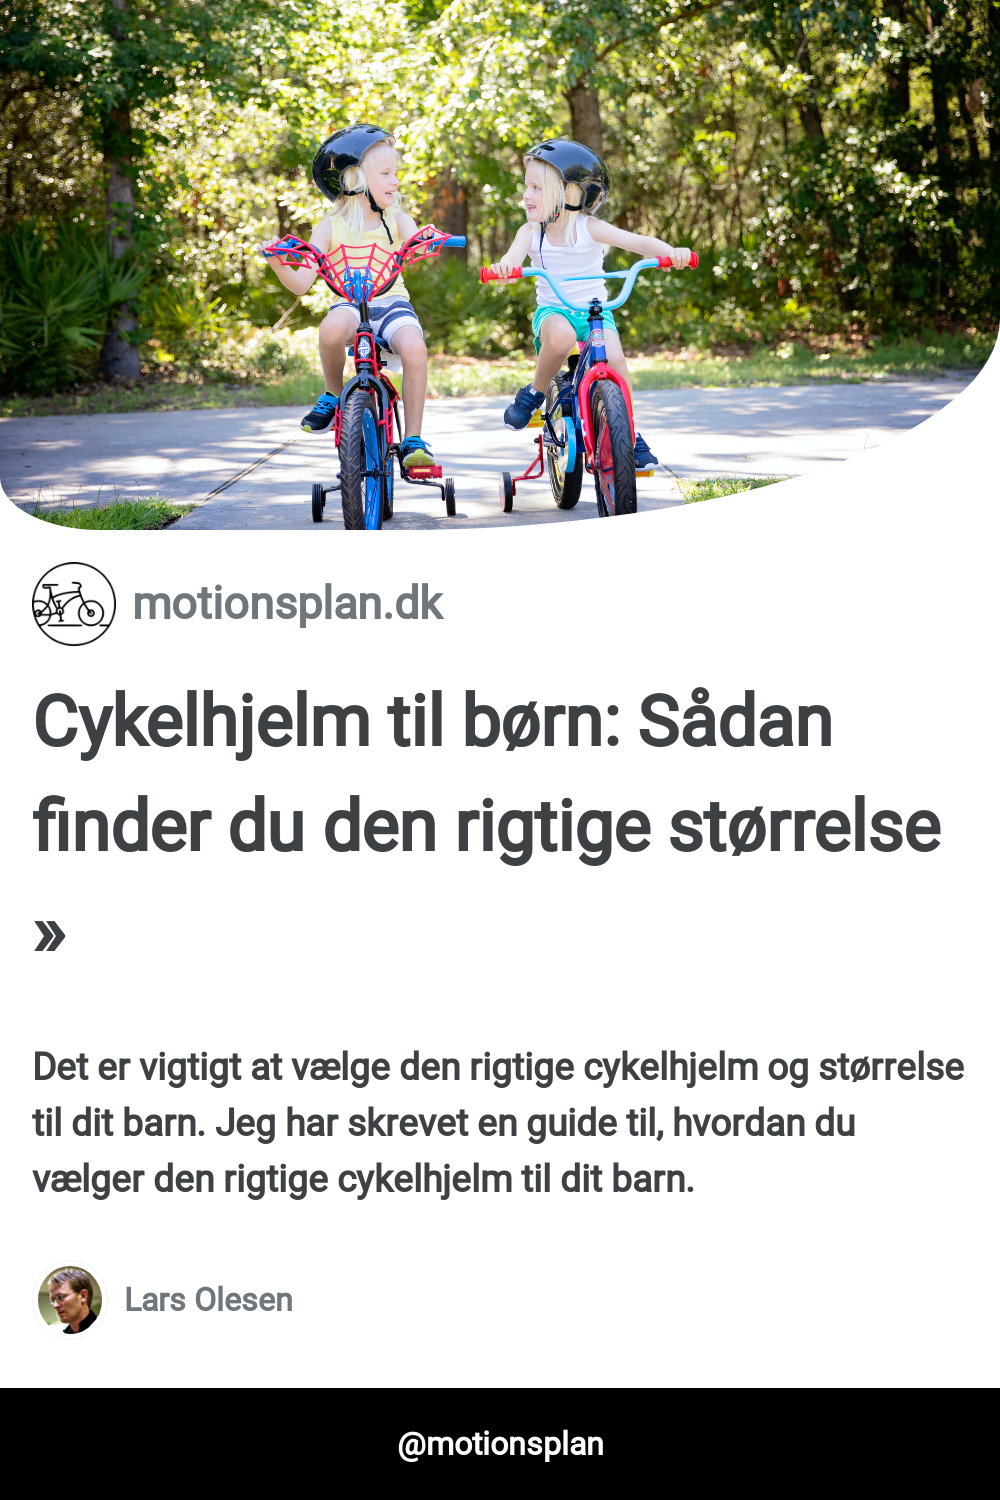 motionsplan.dk
Cykelhjelm til børn: Sådan
finder du den rigtige størrelse
»
Det er vigtigt at vælge den rigtige cykelhjelm og størrelse
til dit barn. Jeg har skrevet en guide til, hvordan du
vælger den rigtige cykelhjelm til dit barn.
Lars Olesen
@motionsplan